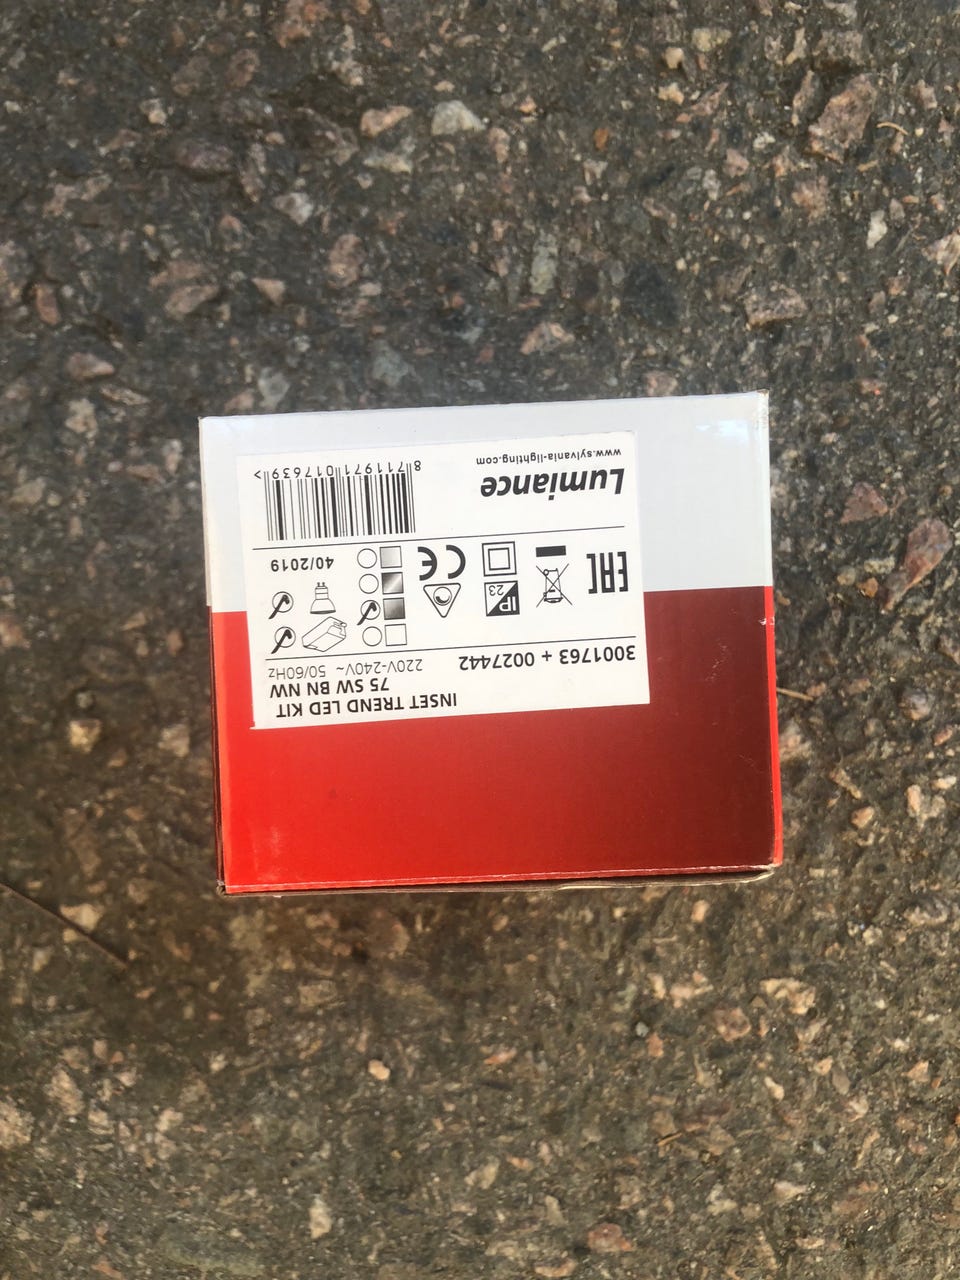 INSET TREND LED KIT
75 SW BN NW
3001763 + 0027442
220V-240V~ 50/60Hz
EAC
IP
23
CE
40/2019
Lumiance
www.sylvania-lighting.com
8 711971 017639 >